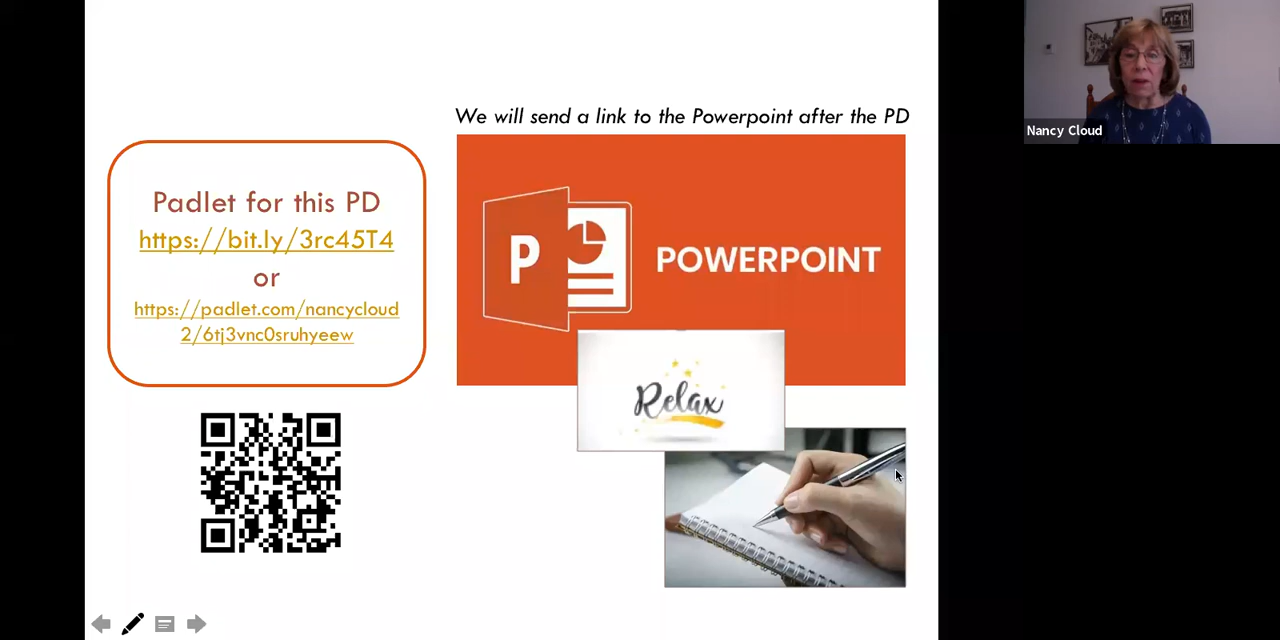 We will send a link to the Powerpoint after the PD
Padlet for this PD
https://bit.ly/3rc45T4
or
https://padlet.com/nancycloud
2/6tj3vnc0sruhyeew
P
POWERPOINT
Relax
Nancy Cloud